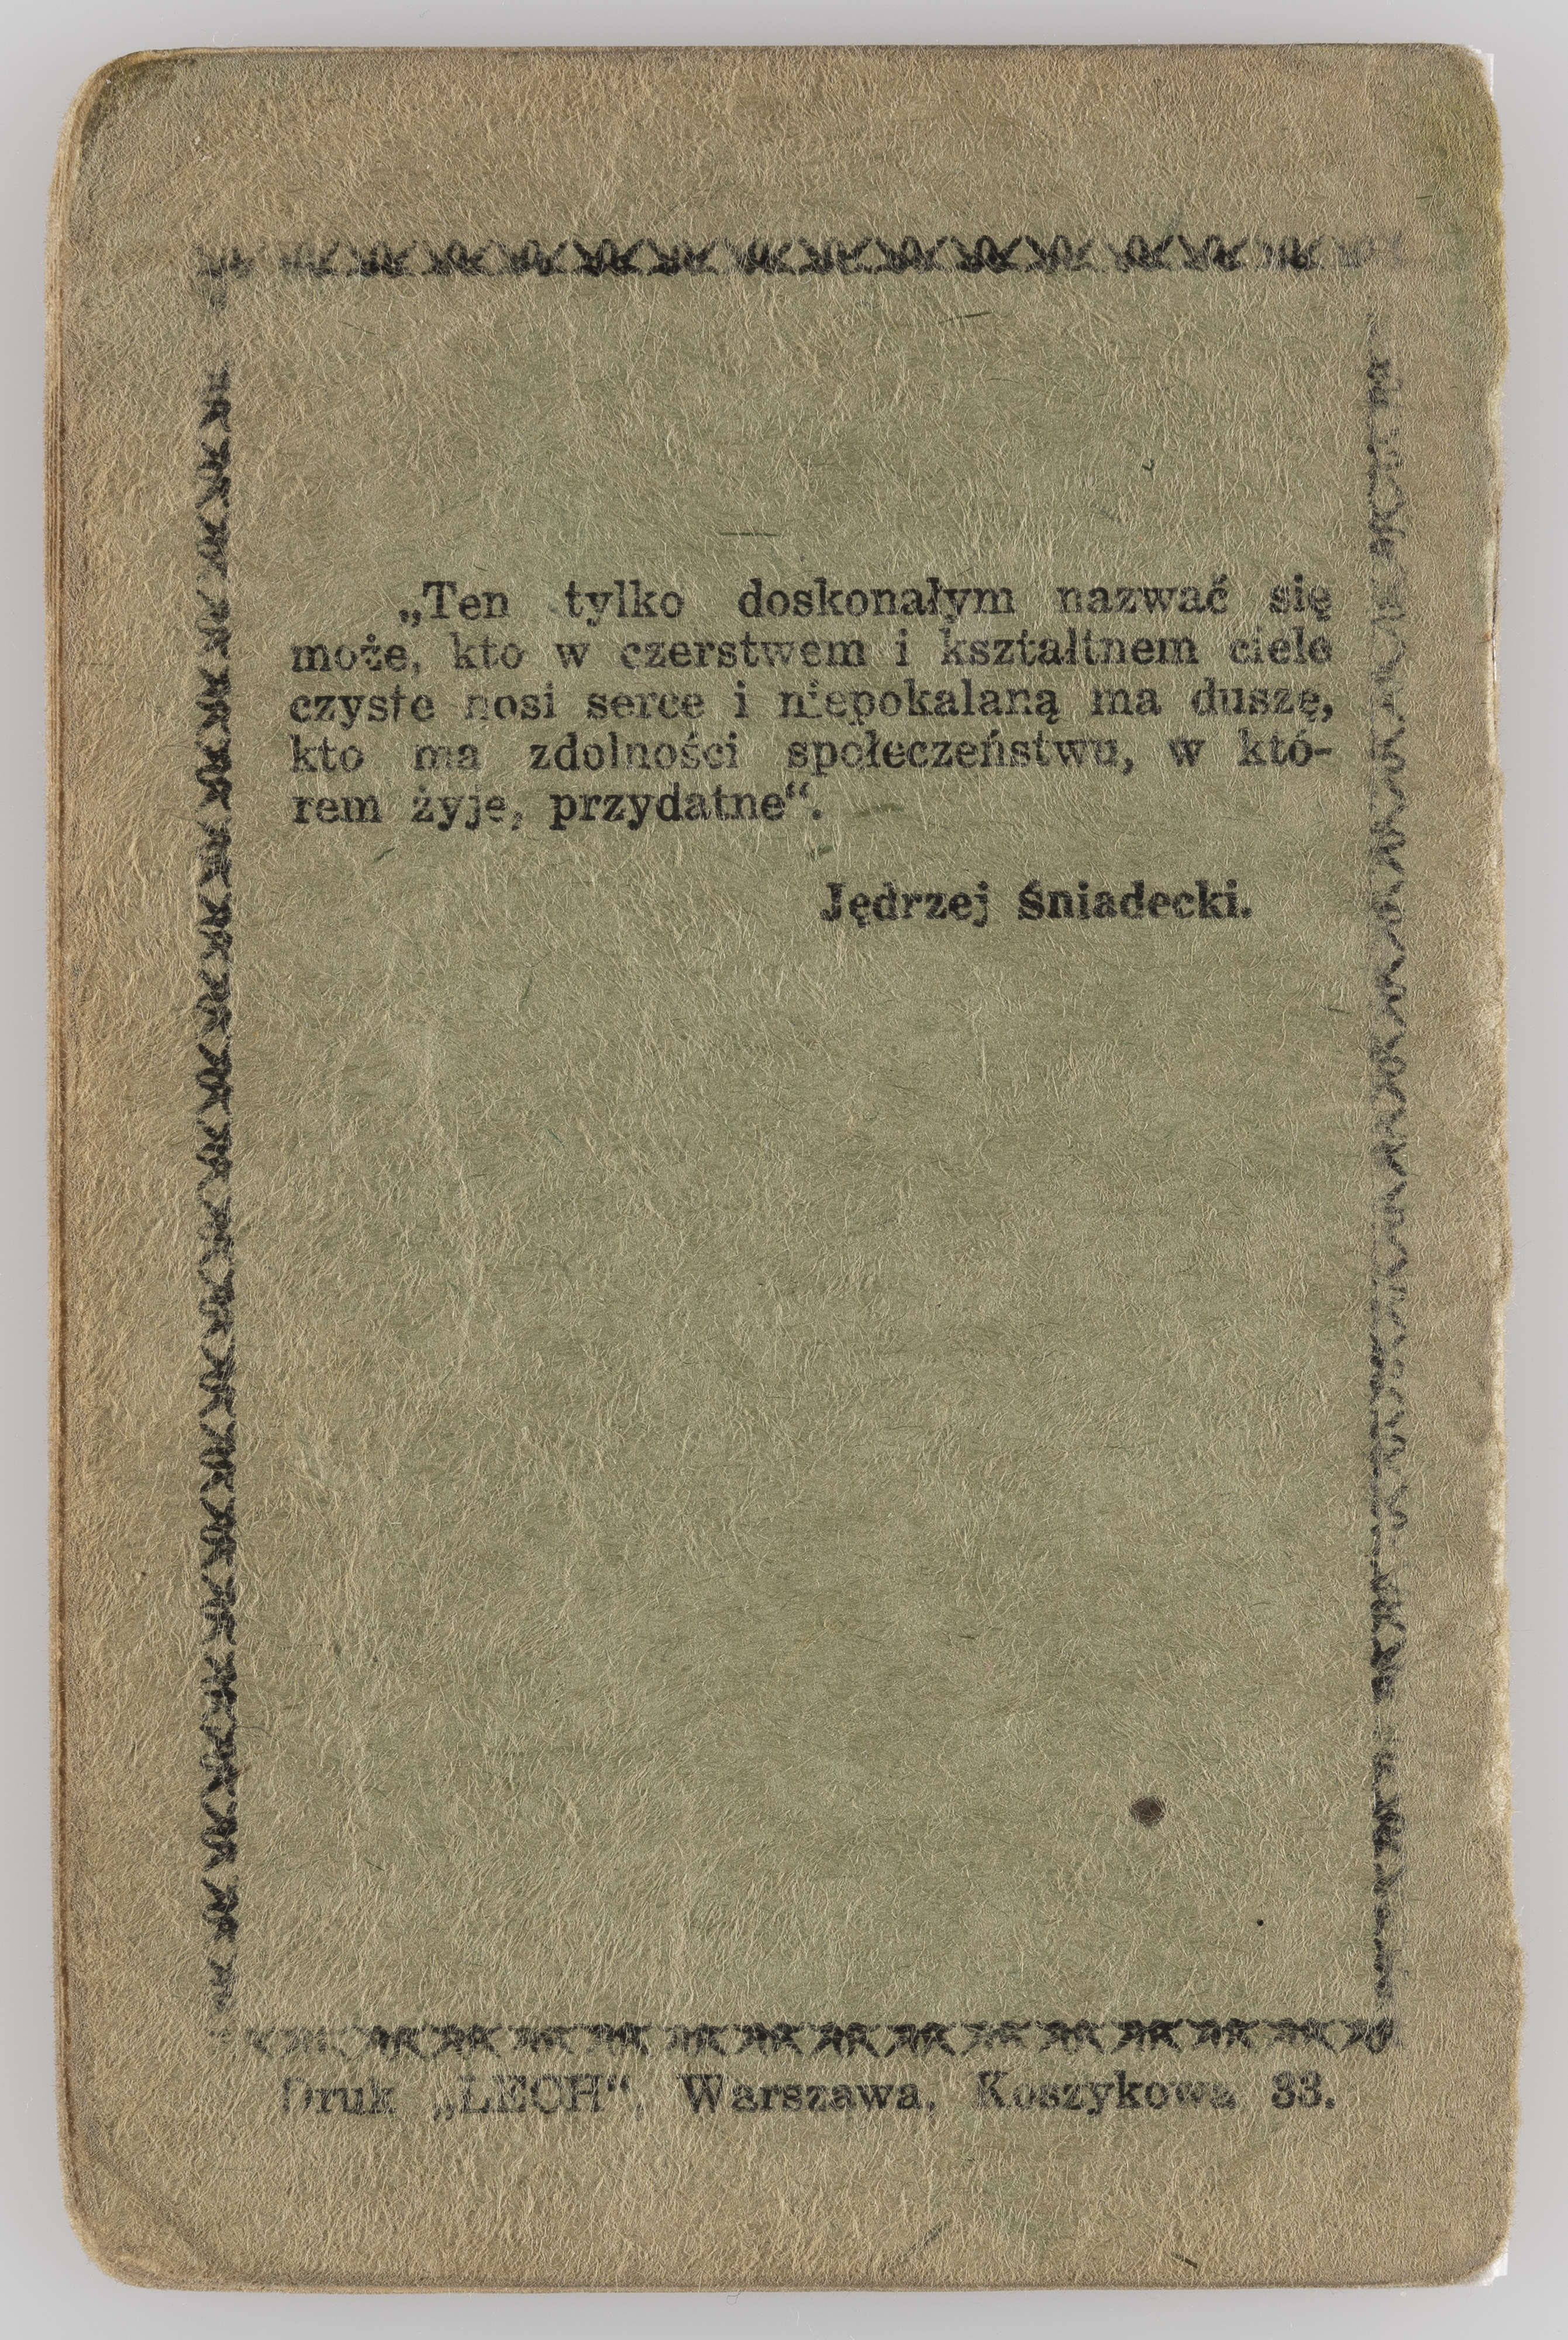 „Ten tylko doskonałym nazwać się
może, kto w czerstwem i kształtnem ciele
czyste nosi serce i niepokalaną ma duszę,
kto ma zdolności społeczeństwu, w któ-
rem żyje, przydatne“.
Jędrzej Śniadecki.
Druk „LECH“, Warszawa, Koszykowa 33.